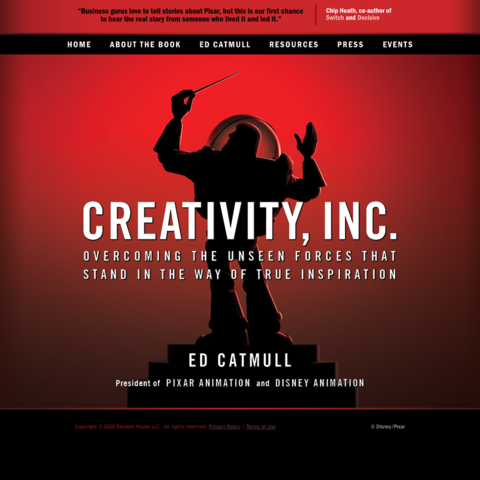 "Business gurus love to tell stories about Pixar, but this is our first chance
to hear the real story from someone who lived it and led it."
Chip Heath, co-author of
Switch and Decisive
HOME ABOUT THE BOOK ED CATMULL RESOURCES PRESS EVENTS
CREATIVITY, INC.
OVERCOMING THE UNSEEN FORCES THAT
STAND IN THE WAY OF TRUE INSPIRATION
ED CATMULL
President of PIXAR ANIMATION and DISNEY ANIMATION
Copyright © 2020 Random House LLC. All rights reserved. Privacy Policy | Terms of Use
© Disney/Pixar